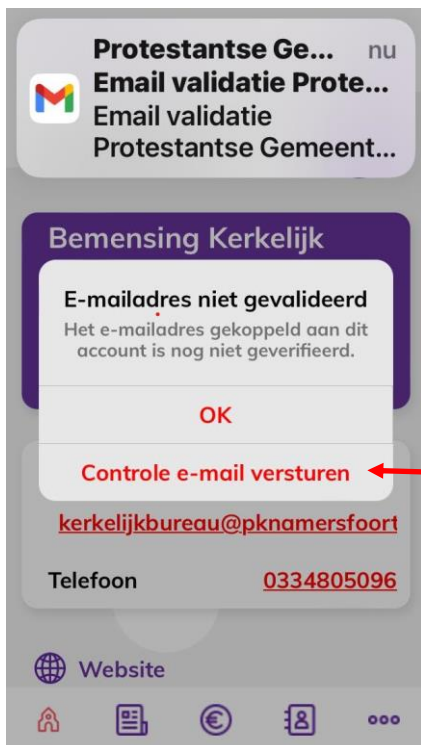 Protestantse Ge... nu
Email validatie Prote...
Email validatie
Protestantse Gemeent...
Bemensing Kerkelijk
E-mailadres niet gevalideerd
Het e-mailadres gekoppeld aan dit
account is nog niet geverifieerd.
OK
Controle e-mail versturen
kerkelijkbureau@pknamersfoort
Telefoon 0334805096
Website